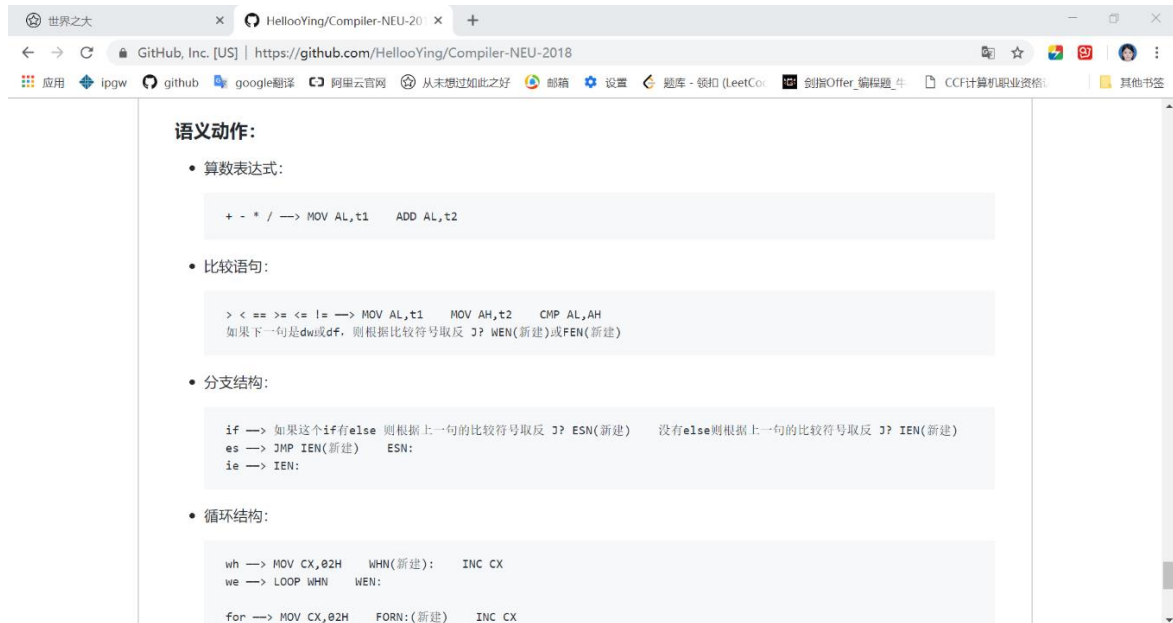 世界之大
HellooYing/Compiler-NEU-201
GitHub, Inc. [US] | https://github.com/HellooYing/Compiler-NEU-2018
应用 ipgw github google翻译 阿里云官网 从未想过如此之好 邮箱 设置 题库 - 领扣 (LeetCo 剑指Offer_编程题_牛 CCF计算机职业资格认 其他书签
语义动作:
• 算数表达式:
+ - * / ——> MOV AL,t1 ADD AL,t2
• 比较语句:
> < == >= <= != ——> MOV AL,t1 MOV AH,t2 CMP AL,AH
如果下一句是dw或df，则根据比较符号取反 J? WEN(新建)或FEN(新建)
• 分支结构:
if ——> 如果这个if有else 则根据上一句的比较符号取反 J? ESN(新建) 没有else则根据上一句的比较符号取反 J? IEN(新建)
es ——> JMP IEN(新建) ESN:
ie ——> IEN:
• 循环结构:
wh ——> MOV CX,02H WHN(新建): INC CX
we ——> LOOP WHN WEN:
for ——> MOV CX,02H FORN:(新建) INC CX